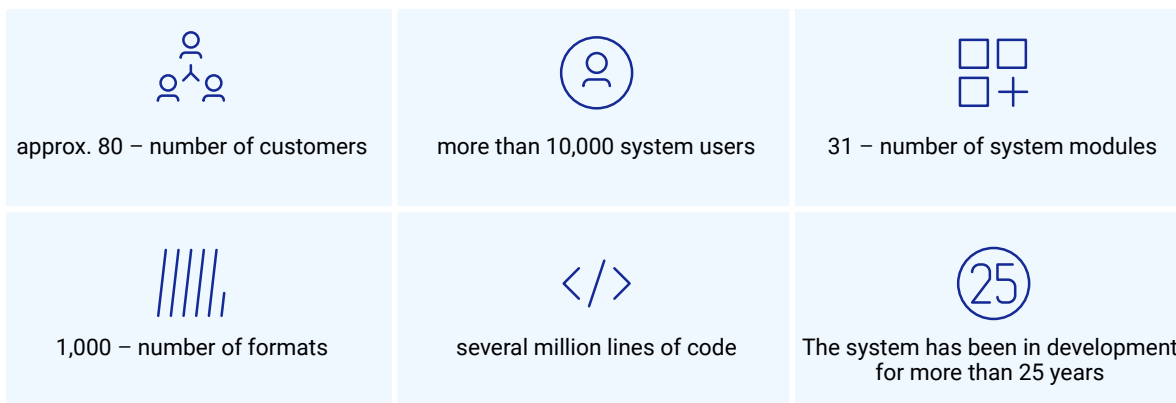 approx. 80 – number of customers
more than 10,000 system users
31 – number of system modules
1,000 – number of formats
several million lines of code
25
The system has been in development
for more than 25 years